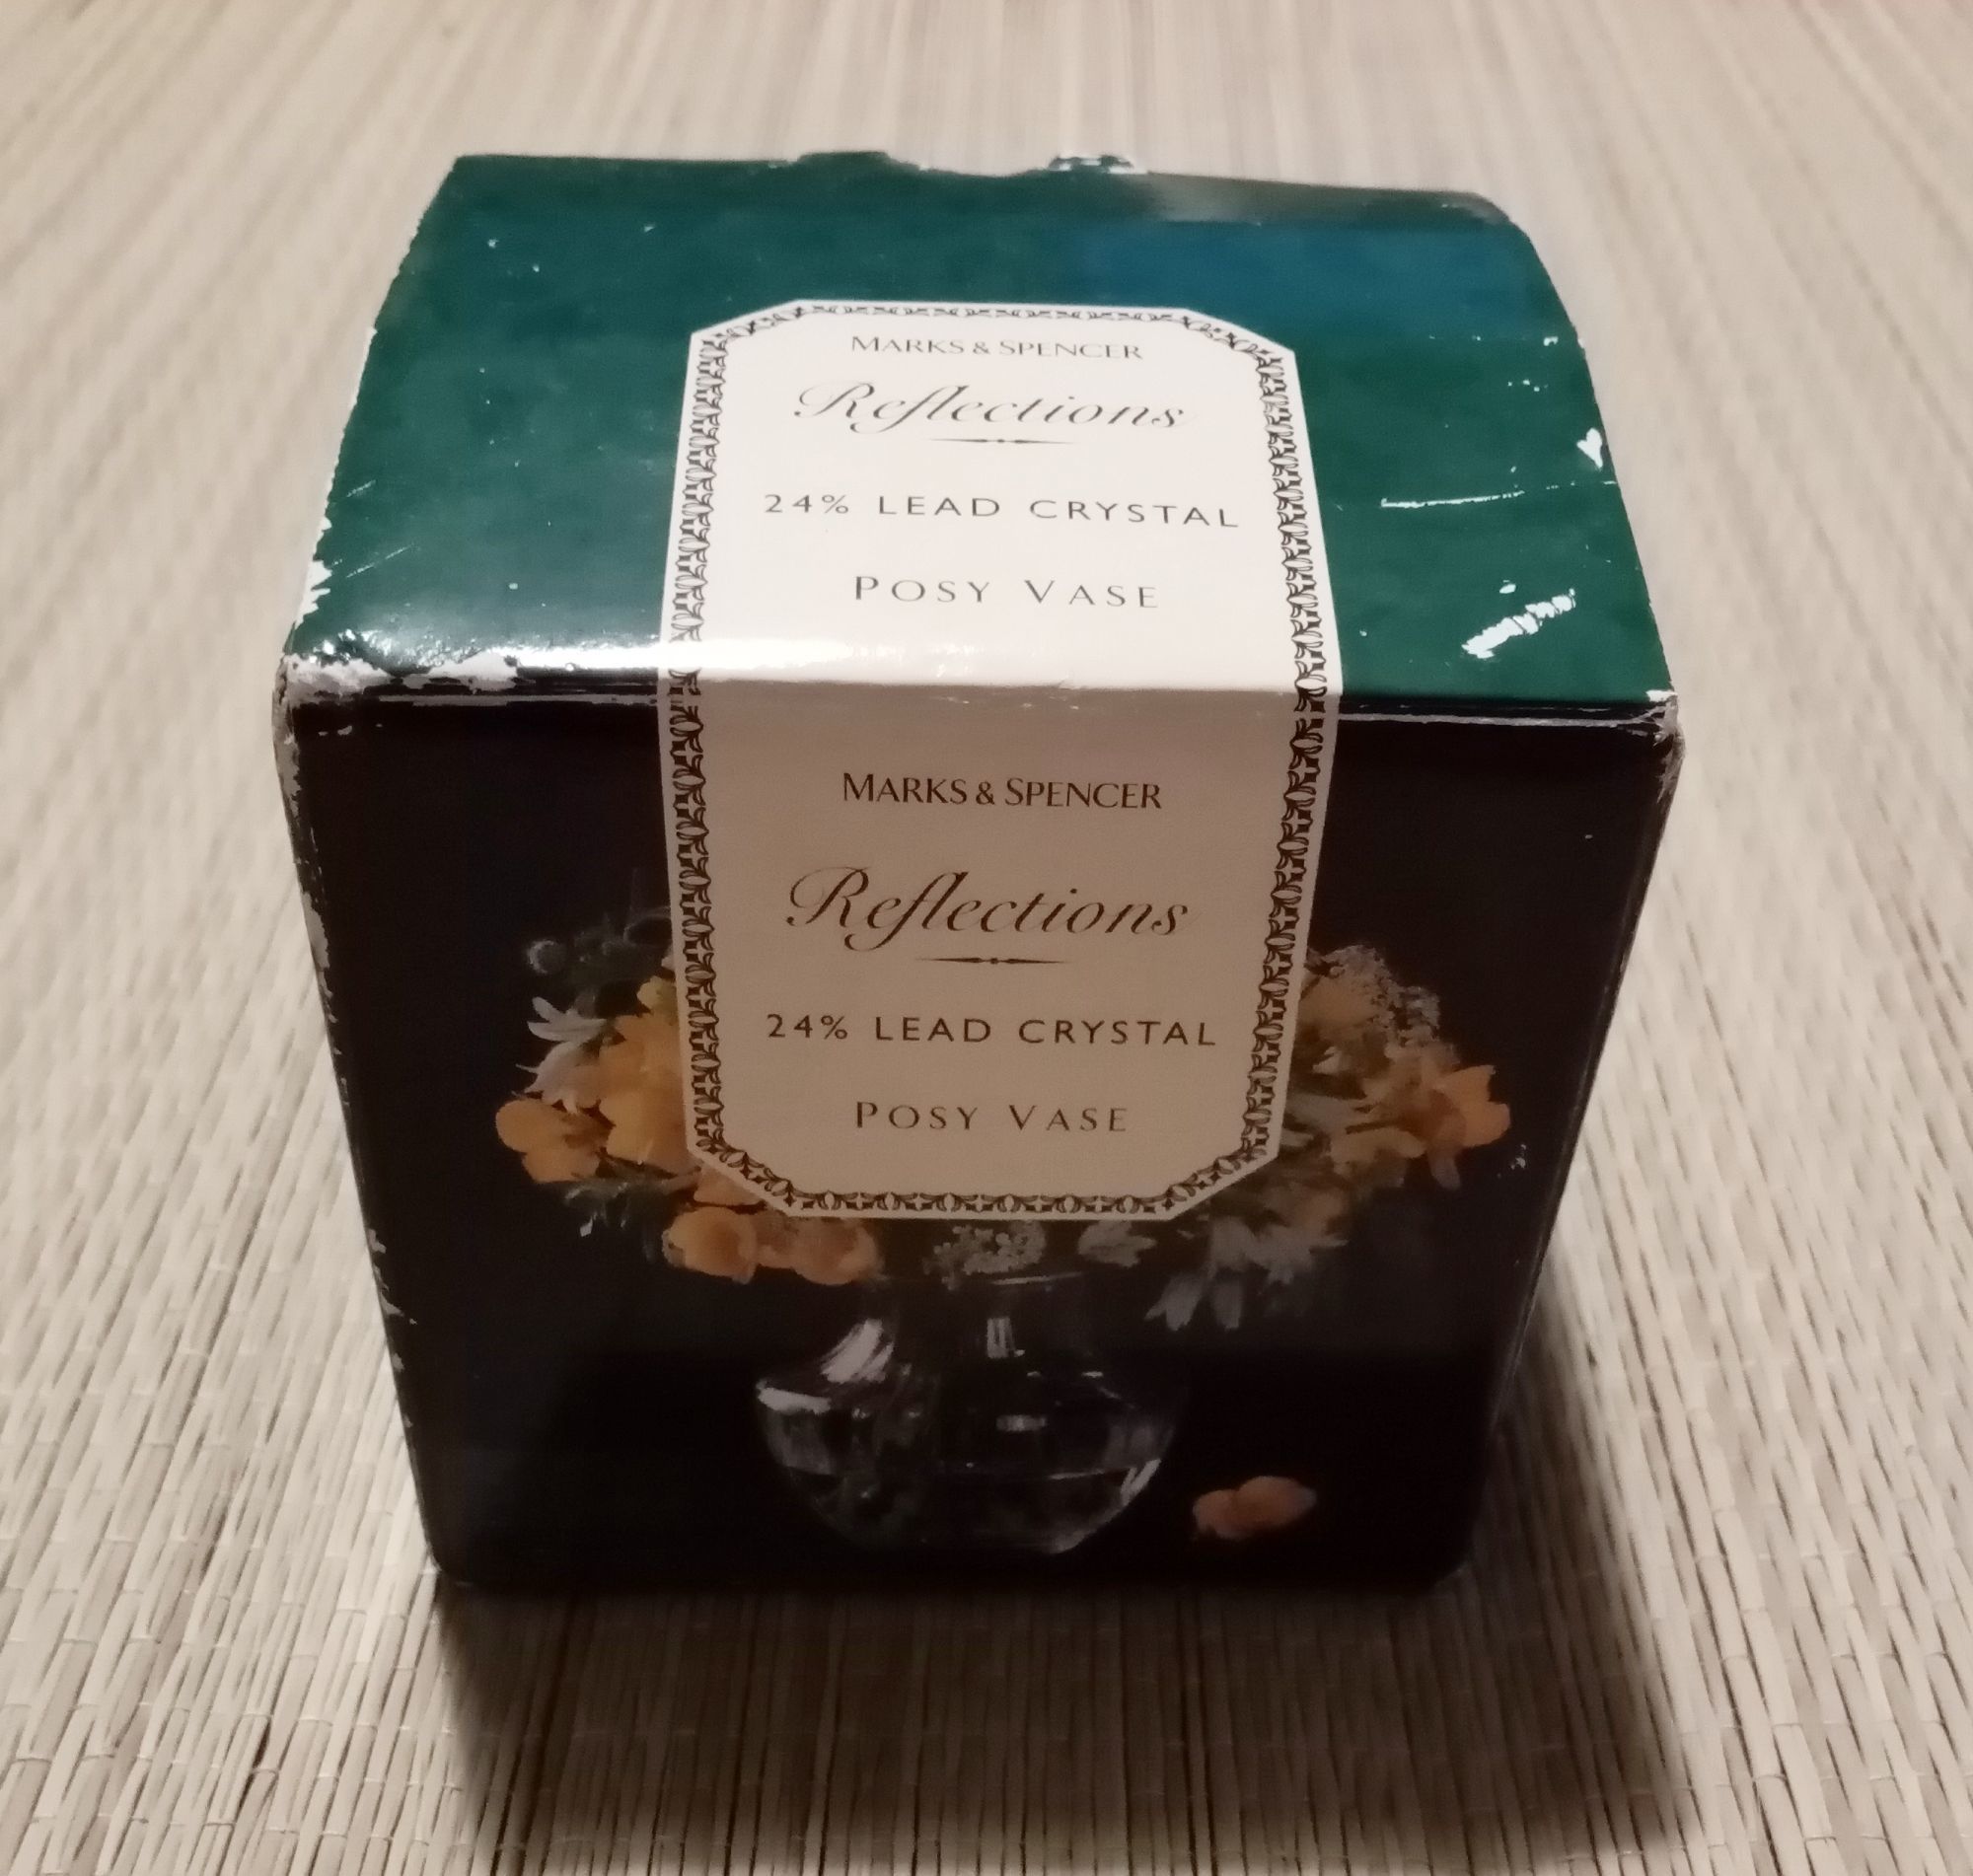 MARKS & SPENCER
Reflections
24% LEAD CRYSTAL
POSY VASE
MARKS & SPENCER
Reflections
24% LEAD CRYSTAL
POSY VASE